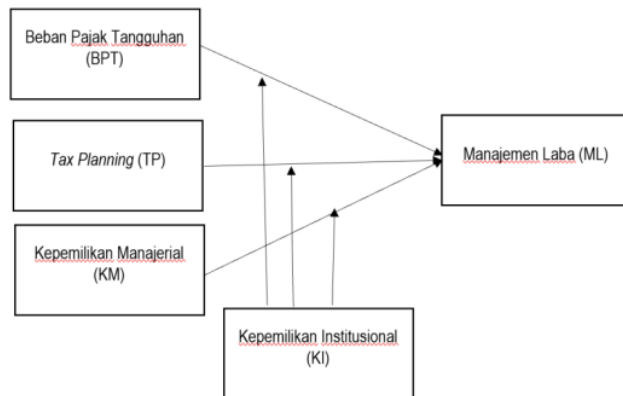 Beban Pajak Tangguhan
(BPT)
Tax Planning (TP)
Manajemen Laba (ML)
Kepemilikan Manajerial
(KM)
Kepemilikan Institusional
(KI)